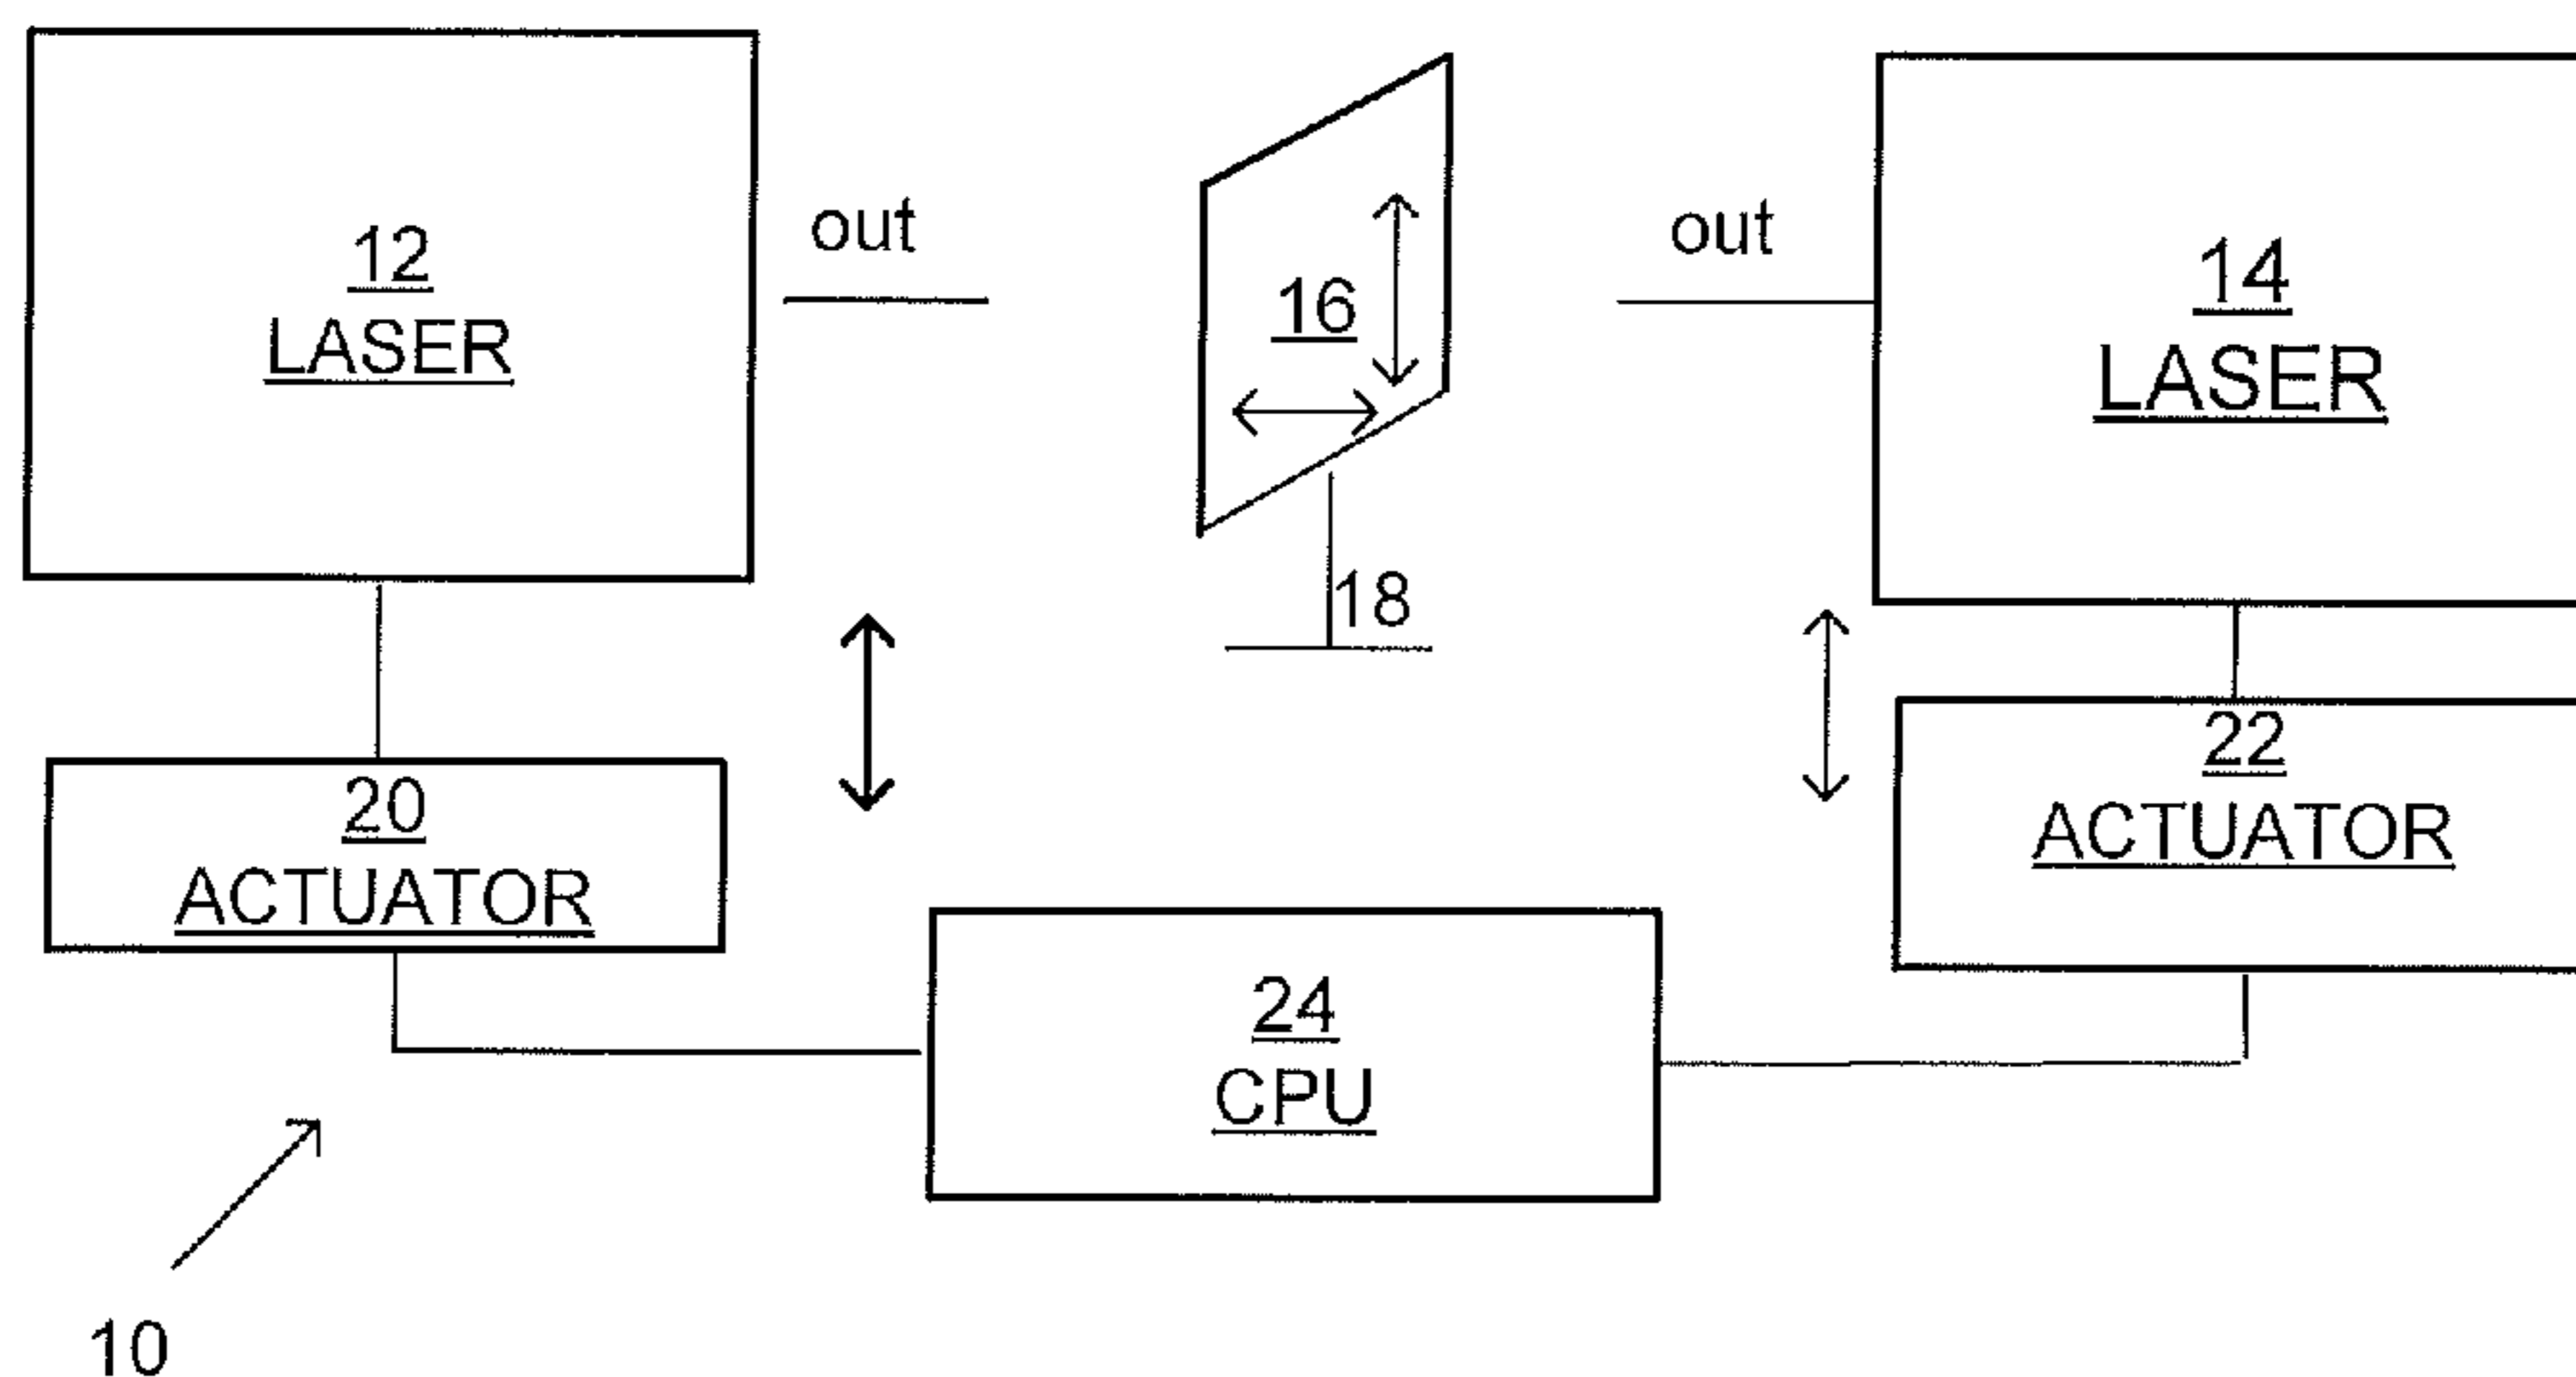 12
LASER
out
16
out
14
LASER
18
20
ACTUATOR
22
ACTUATOR
24
CPU
10